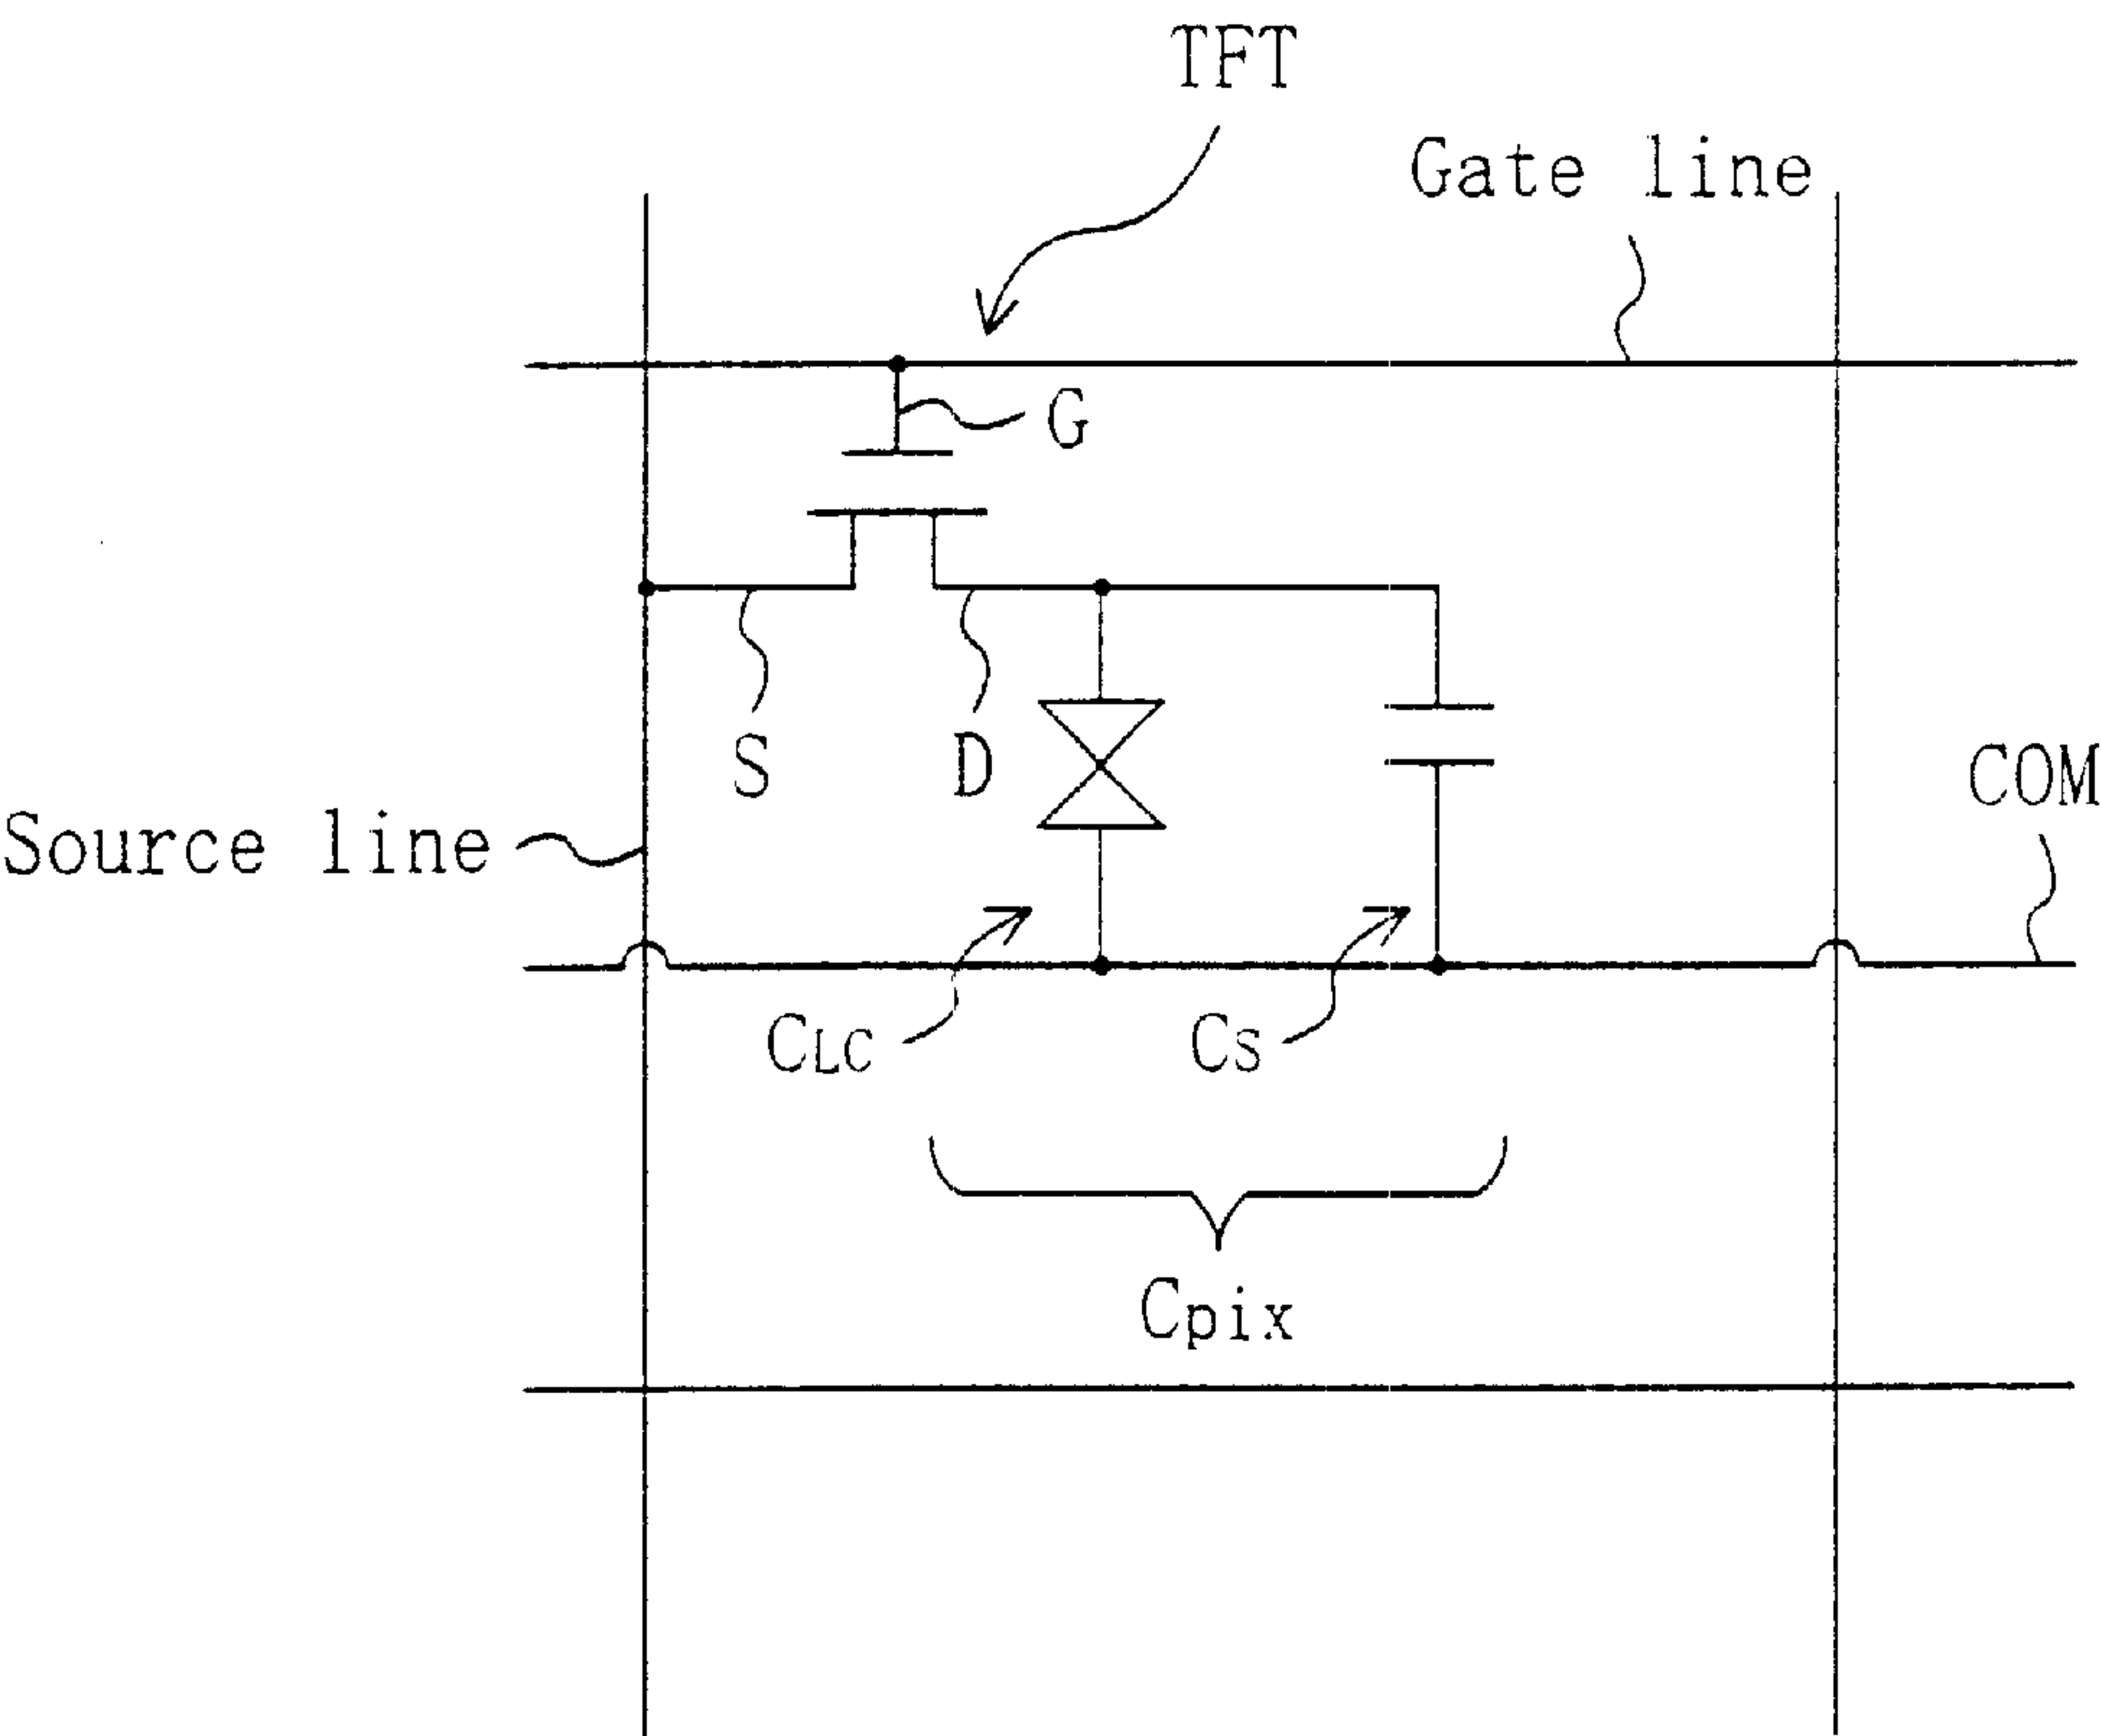 TFT
Gate line
G
S
D
COM
Source line
CLC
CS
Cpix